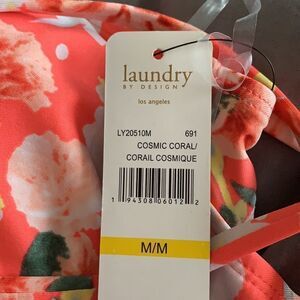 laundry
BY DESIGN
los angeles
LY20510M 691
COSMIC CORAL/
CORAIL COSMIQUE
1 94308 06012 2
M/M